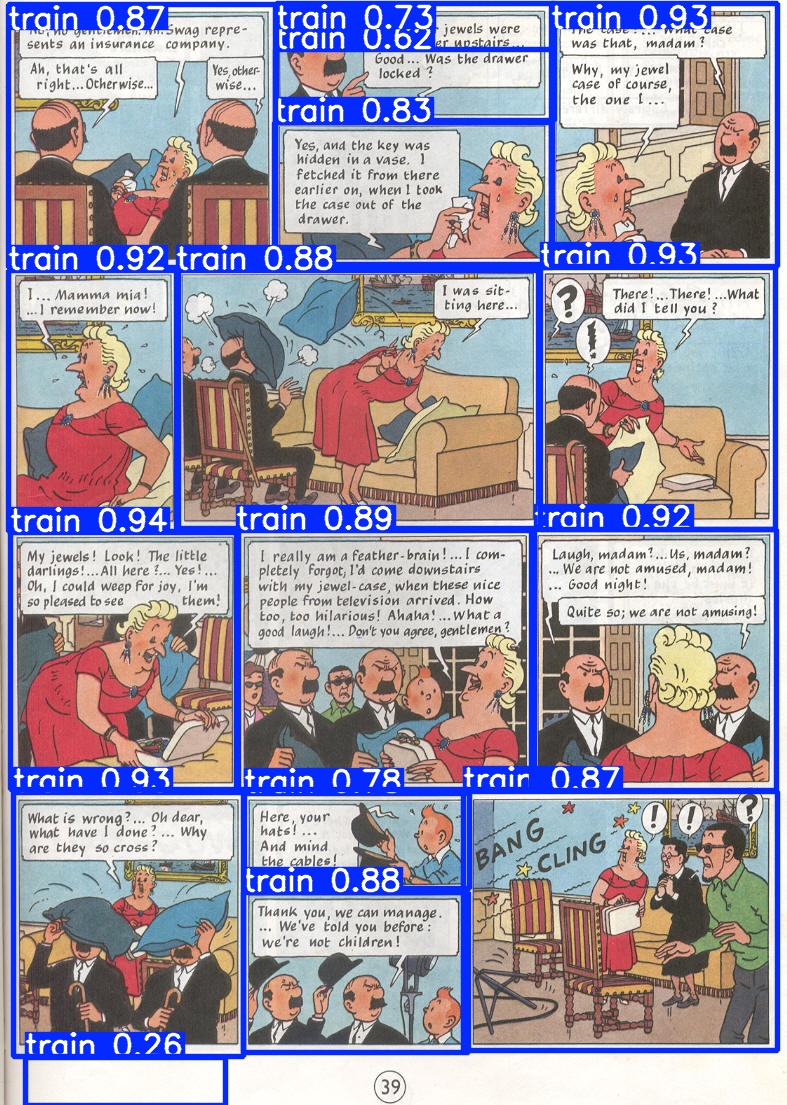 train 0.87
No, no gentlemen. Mr. Swag repre-
sents an insurance company.
Ah, that's all
right...Otherwise...
Yes, other-
wise...
train 0.73
train 0.62
jewels were
upstairs...
Good... Was the drawer
locked?
train 0.83
Yes, and the key was
hidden in a vase. I
fetched it from there
earlier on, when I took
the case out of the
drawer.
train 0.93
The case .... What case
was that, madam?
Why, my jewel
case of course,
the one I...
train 0.92
I... Mamma mia!
...I remember now!
train 0.88
I was sit-
ting here...
train 0.93
?
!
There!...There! ...What
did I tell you?
train 0.94
My jewels! Look! The little
darlings!...All here?... Yes!...
Oh, I could weep for joy, I'm
so pleased to see them!
train 0.89
I really am a feather-brain!... I com-
pletely forgot, I'd come downstairs
with my jewel-case, when these nice
people from television arrived. How
too, too hilarious! Ahaha!...What a
good laugh!... Don't you agree, gentlemen?
train 0.92
Laugh, madam?...Us, madam?
... We are not amused, madam!
... Good night!
Quite so; we are not amusing!
train 0.93
What is wrong?... Oh dear,
what have I done? ... Why
are they so cross?
train 0.78
Here, your
hats! ...
And mind
the cables!
train 0.88
Thank you, we can manage.
... We've told you before:
we're not children!
train 0.87
BANG
CLING
!
!
?
train 0.26
39